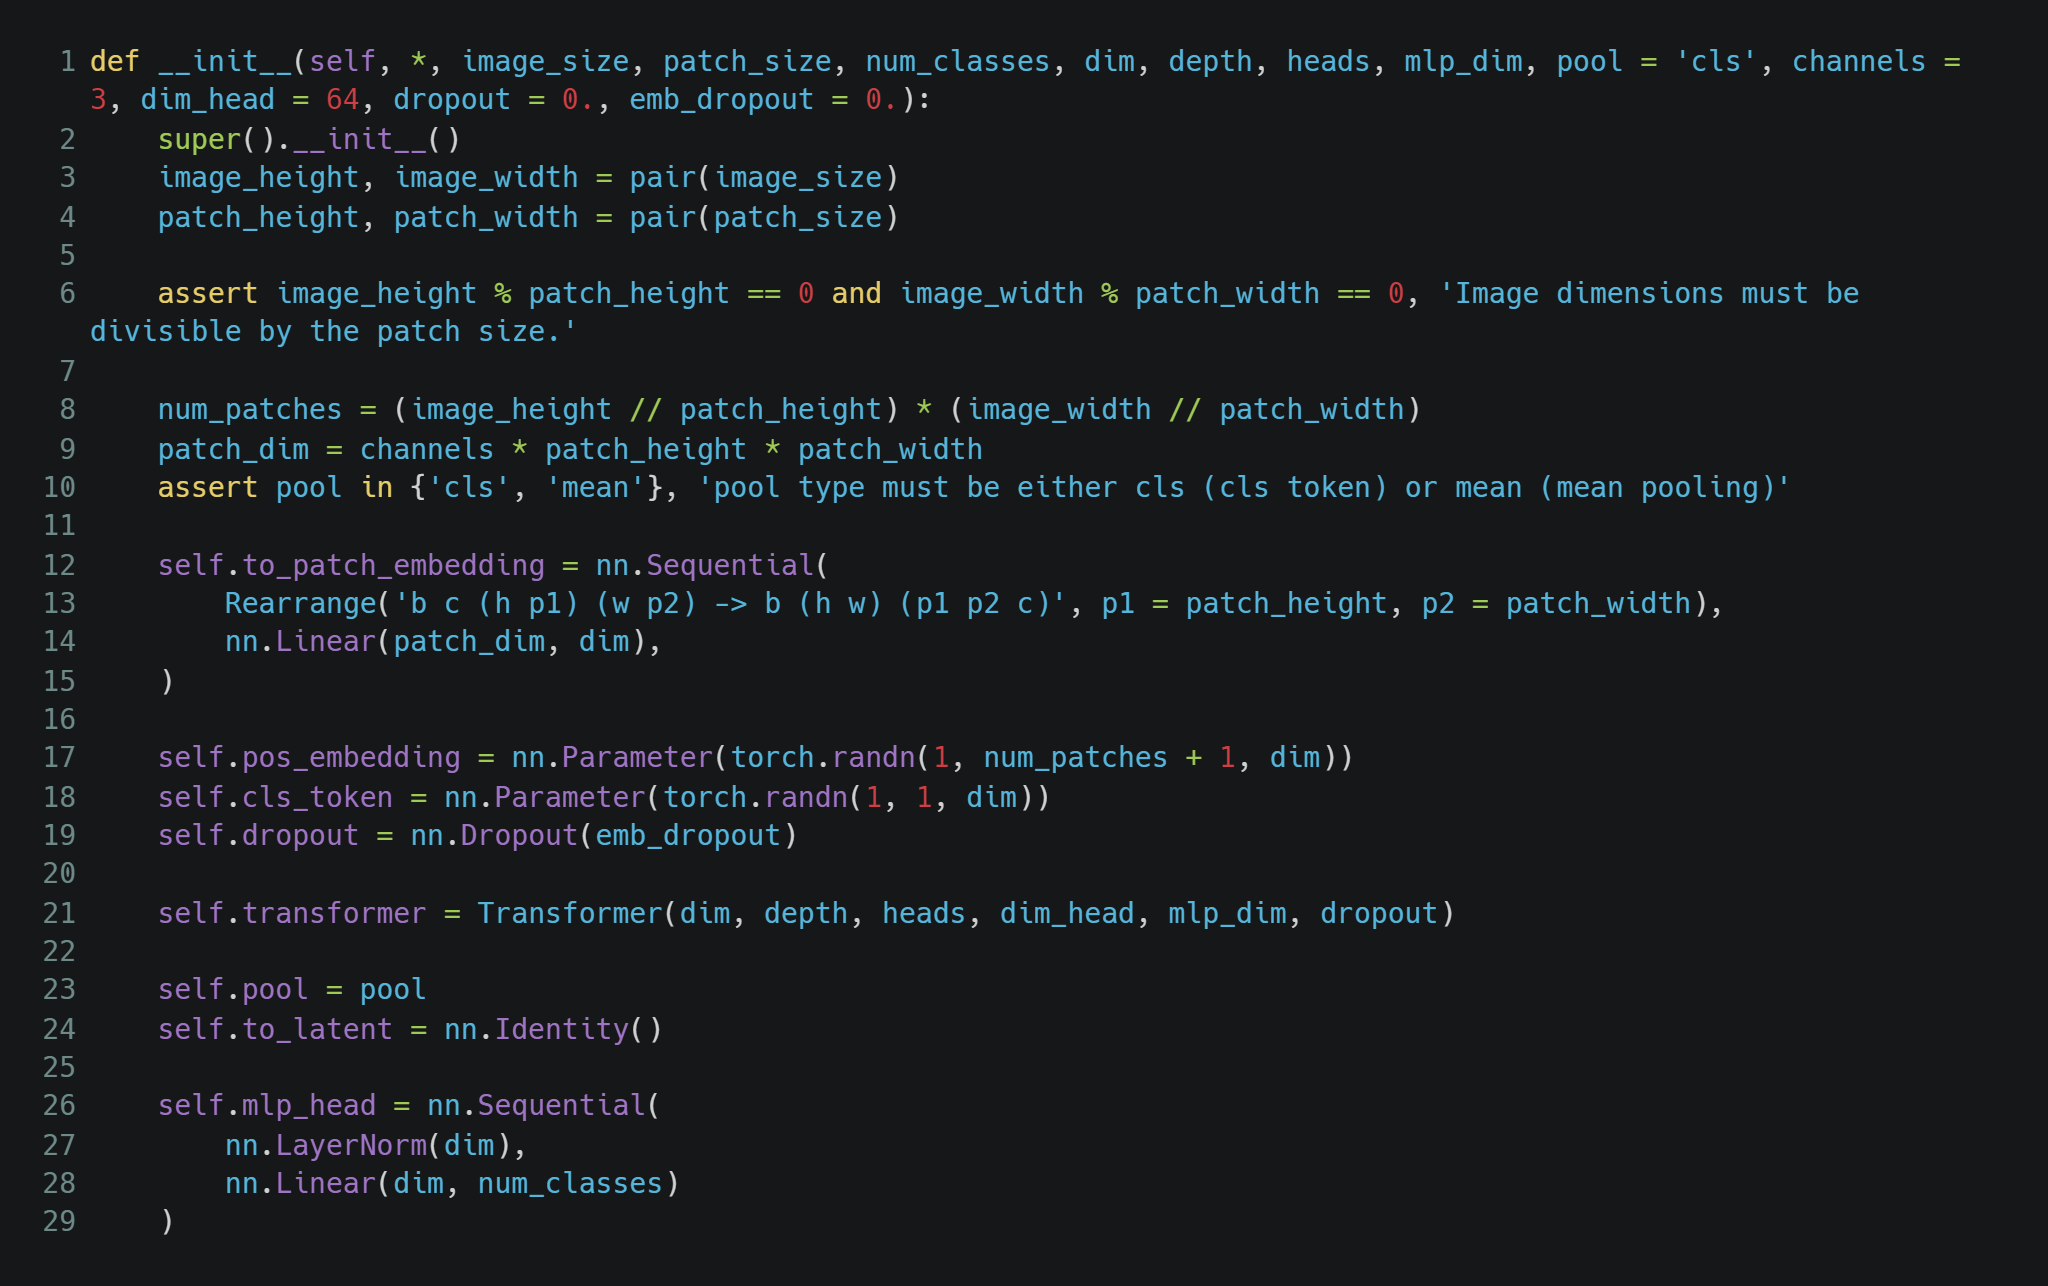 1 def __init__(self, *, image_size, patch_size, num_classes, dim, depth, heads, mlp_dim, pool = 'cls', channels =
3, dim_head = 64, dropout = 0., emb_dropout = 0.):
2     super().__init__()
3     image_height, image_width = pair(image_size)
4     patch_height, patch_width = pair(patch_size)
5
6     assert image_height % patch_height == 0 and image_width % patch_width == 0, 'Image dimensions must be
divisible by the patch size.'
7
8     num_patches = (image_height // patch_height) * (image_width // patch_width)
9     patch_dim = channels * patch_height * patch_width
10     assert pool in {'cls', 'mean'}, 'pool type must be either cls (cls token) or mean (mean pooling)'
11
12     self.to_patch_embedding = nn.Sequential(
13         Rearrange('b c (h p1) (w p2) -> b (h w) (p1 p2 c)', p1 = patch_height, p2 = patch_width),
14         nn.Linear(patch_dim, dim),
15     )
16
17     self.pos_embedding = nn.Parameter(torch.randn(1, num_patches + 1, dim))
18     self.cls_token = nn.Parameter(torch.randn(1, 1, dim))
19     self.dropout = nn.Dropout(emb_dropout)
20
21     self.transformer = Transformer(dim, depth, heads, dim_head, mlp_dim, dropout)
22
23     self.pool = pool
24     self.to_latent = nn.Identity()
25
26     self.mlp_head = nn.Sequential(
27         nn.LayerNorm(dim),
28         nn.Linear(dim, num_classes)
29     )